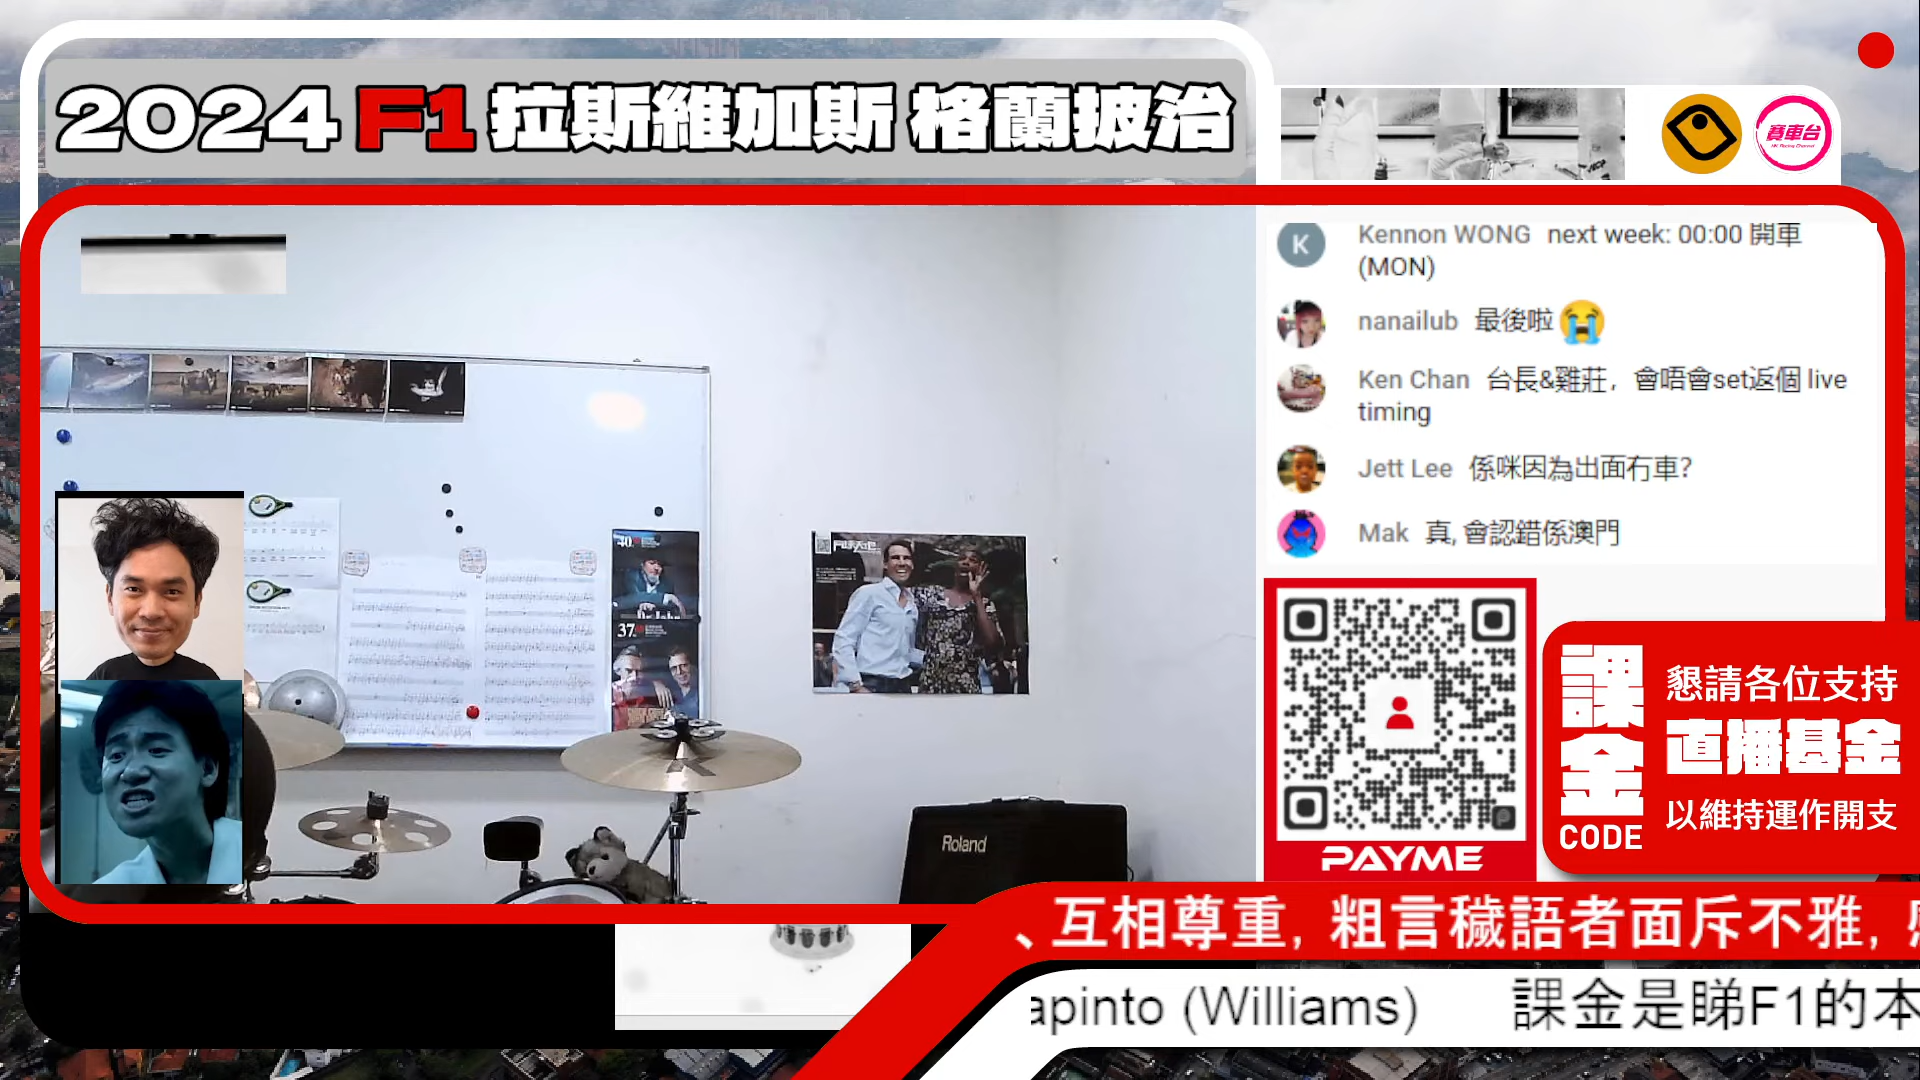 2024 F1 拉斯維加斯 格蘭披治
賽車台
Kennon WONG next week: 00:00 開車
(MON)
nanailub 最後啦
Ken Chan 台長&雞莊，會唔會set返個 live
timing
Jett Lee 係咪因為出面冇車?
Mak 真, 會認錯係澳門
40.
37.
Roland
課金
CODE
懇請各位支持
直播基金
以維持運作開支
PAYME
、互相尊重, 粗言穢語者面斥不雅,
apinto (Williams) 課金是睇F1的本